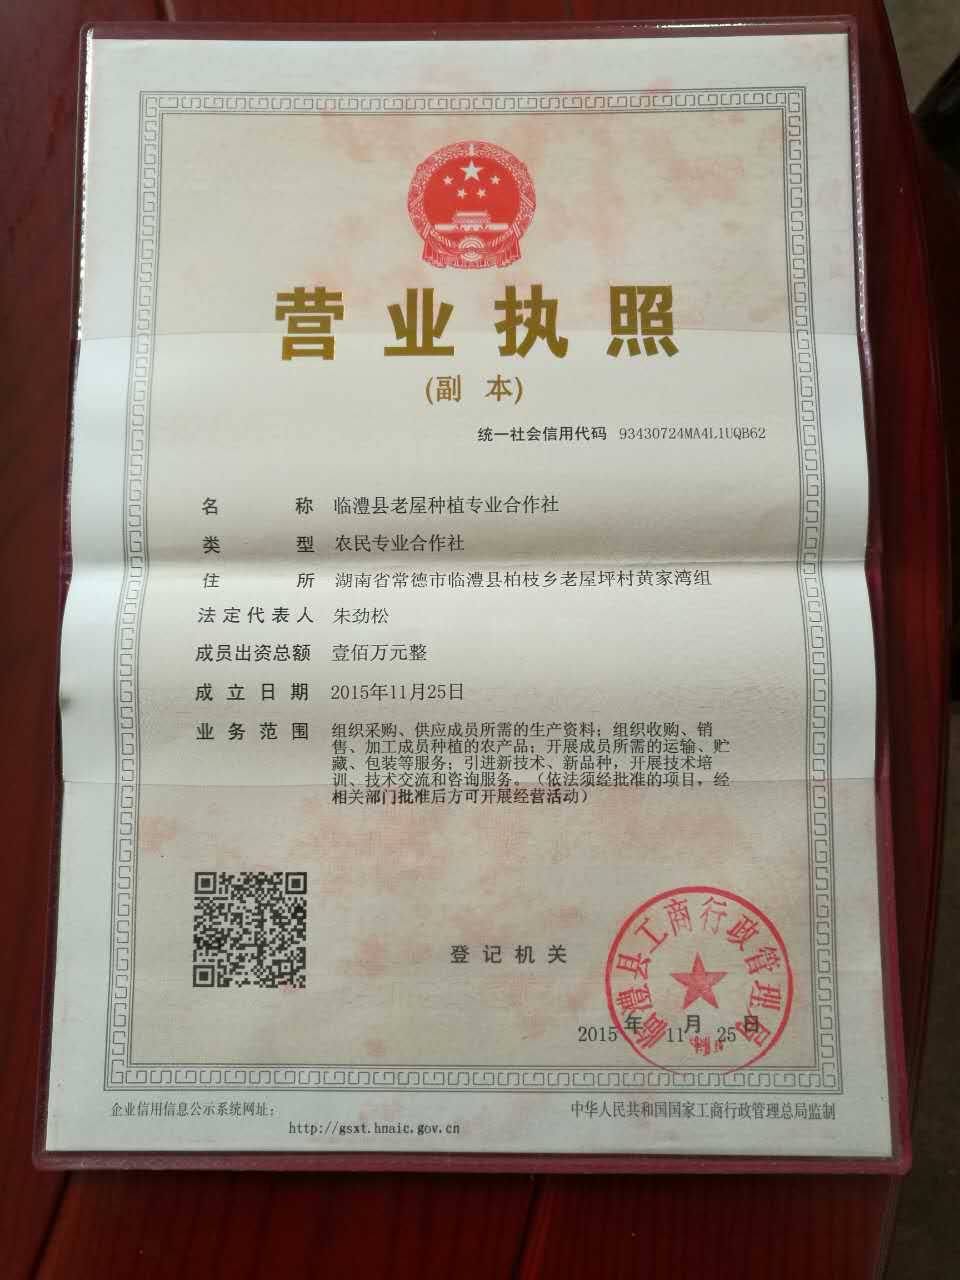 营业执照
(副 本)
统一社会信用代码 93430724MA4L1UQB62
名 称 临澧县老屋种植专业合作社
类 型 农民专业合作社
住 所 湖南省常德市临澧县柏枝乡老屋坪村黄家湾组
法定代表人 朱劲松
成员出资总额 壹佰万元整
成立日期 2015年11月25日
业务范围 组织采购、供应成员所需的生产资料；组织收购、销
售、加工成员种植的农产品；开展成员所需的运输、贮
藏、包装等服务；引进新技术、新品种，开展技术培
训、技术交流和咨询服务。（依法须经批准的项目，经
相关部门批准后方可开展经营活动）
登记机关
临澧县工商行政管理局
2015 年 11 月 25 日
企业信用信息公示系统网址：
http://gsxt.hnaic.gov.cn
中华人民共和国国家工商行政管理总局监制